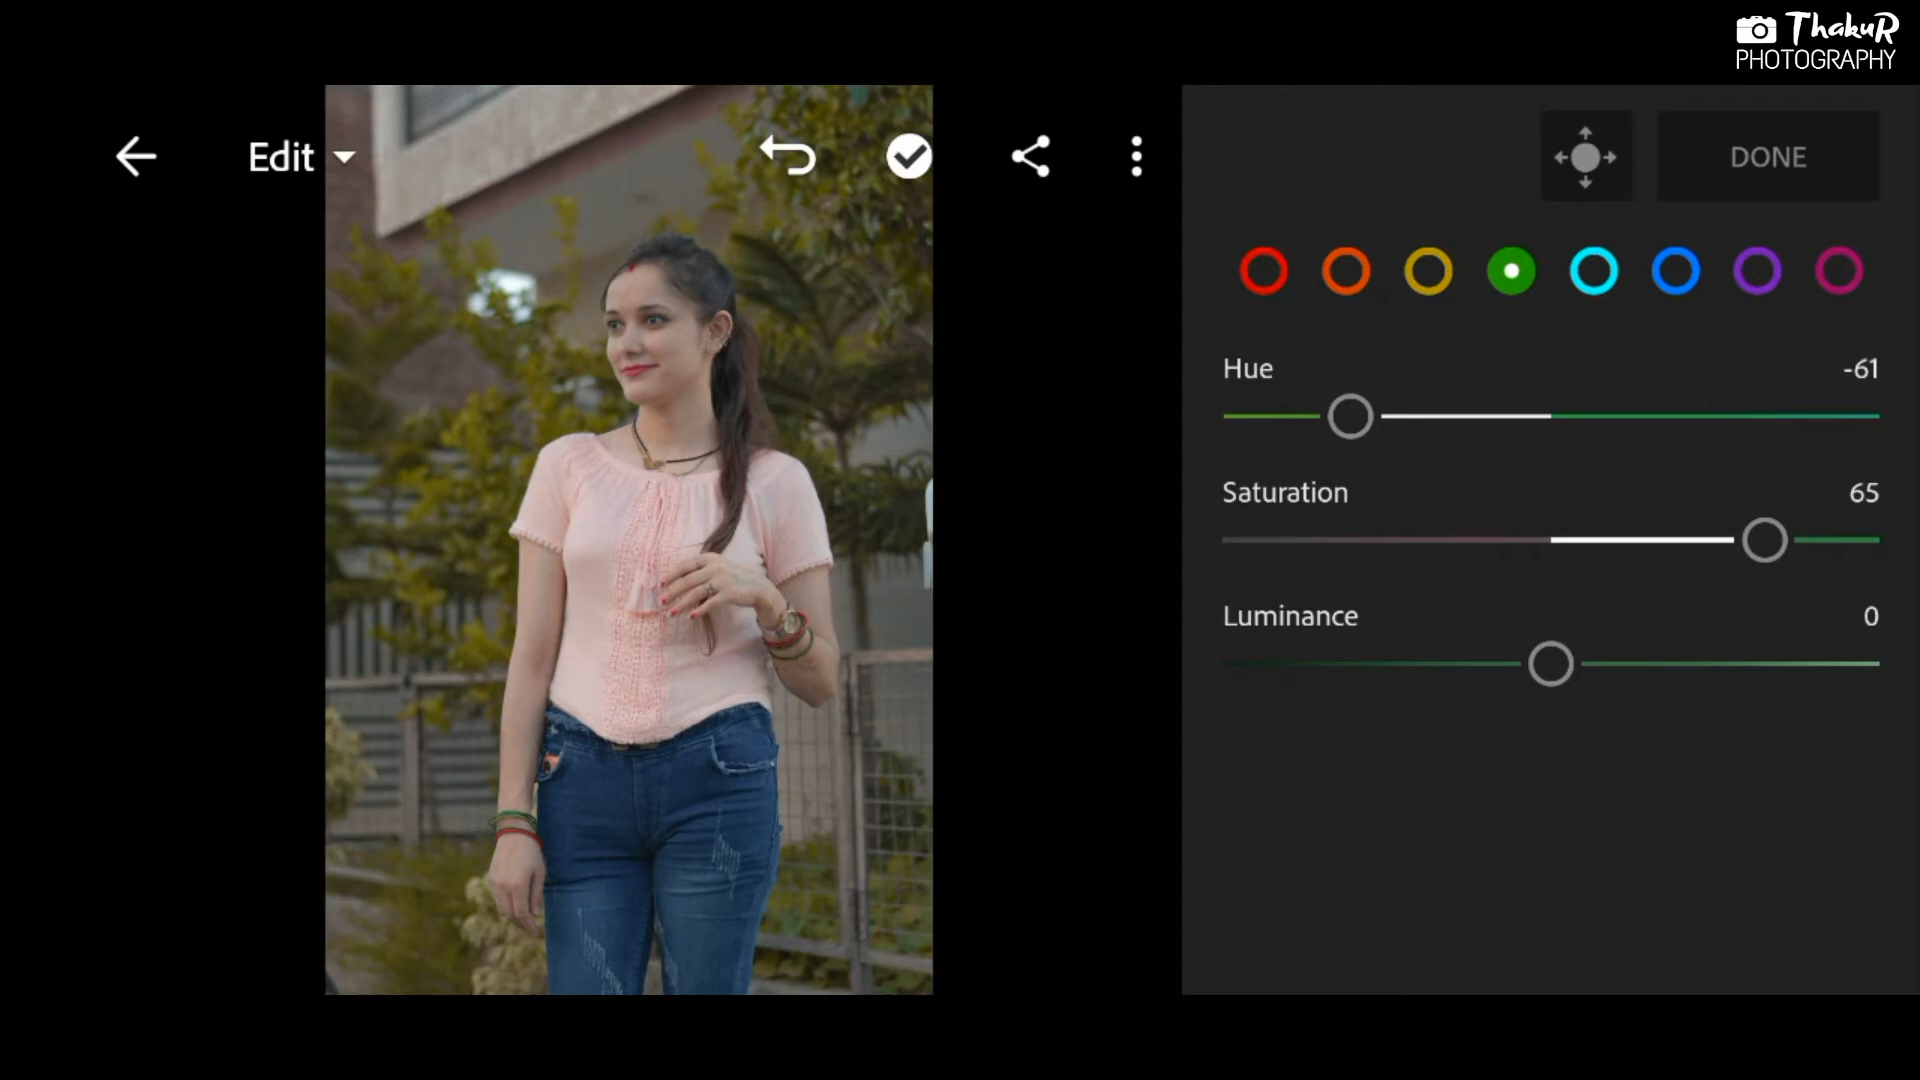 ThakuR
PHOTOGRAPHY
Edit
DONE
Hue -61
Saturation 65
Luminance 0